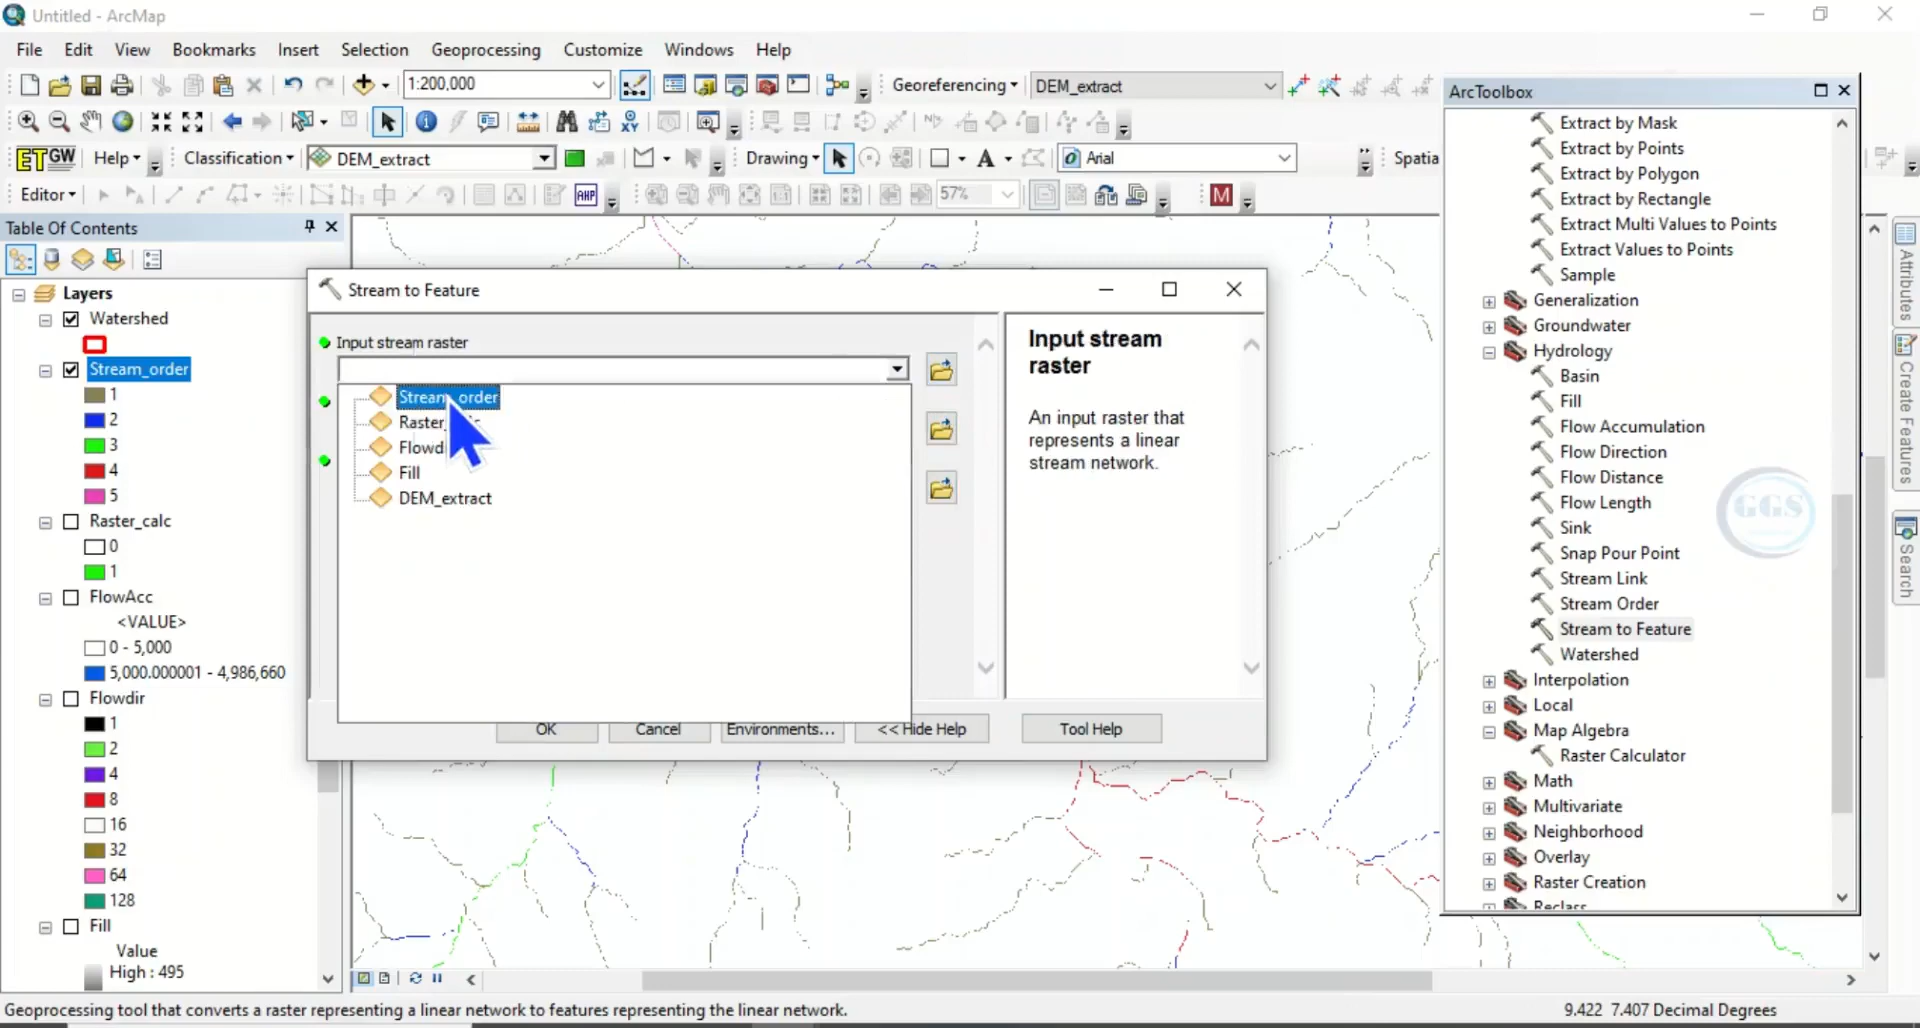 Untitled - ArcMap
File Edit View Bookmarks Insert Selection Geoprocessing Customize Windows Help
1:200,000 Georeferencing DEM_extract
ET GW Help Classification DEM_extract Drawing A Arial Spatia
Editor AHP 57% M
Table Of Contents
Layers
Watershed
Stream_order
1
2
3
4
5
Raster_calc
0
1
FlowAcc
<VALUE>
0 - 5,000
5,000.000001 - 4,986,660
Flowdir
1
2
4
8
16
32
64
128
Fill
Value
High : 495
Stream to Feature
Input stream raster
Stream_order
Fill
DEM_extract
OK Cancel Environments... << Hide Help Tool Help
Input stream
raster
An input raster that
represents a linear
stream network.
ArcToolbox
Extract by Mask
Extract by Points
Extract by Polygon
Extract by Rectangle
Extract Multi Values to Points
Extract Values to Points
Sample
Generalization
Groundwater
Hydrology
Basin
Fill
Flow Accumulation
Flow Direction
Flow Distance
Flow Length
Sink
Snap Pour Point
Stream Link
Stream Order
Stream to Feature
Watershed
Interpolation
Local
Map Algebra
Raster Calculator
Math
Multivariate
Neighborhood
Overlay
Raster Creation
Reclass
GGS
Attributes
Create Features
Search
Geoprocessing tool that converts a raster representing a linear network to features representing the linear network.
9.422 7.407 Decimal Degrees